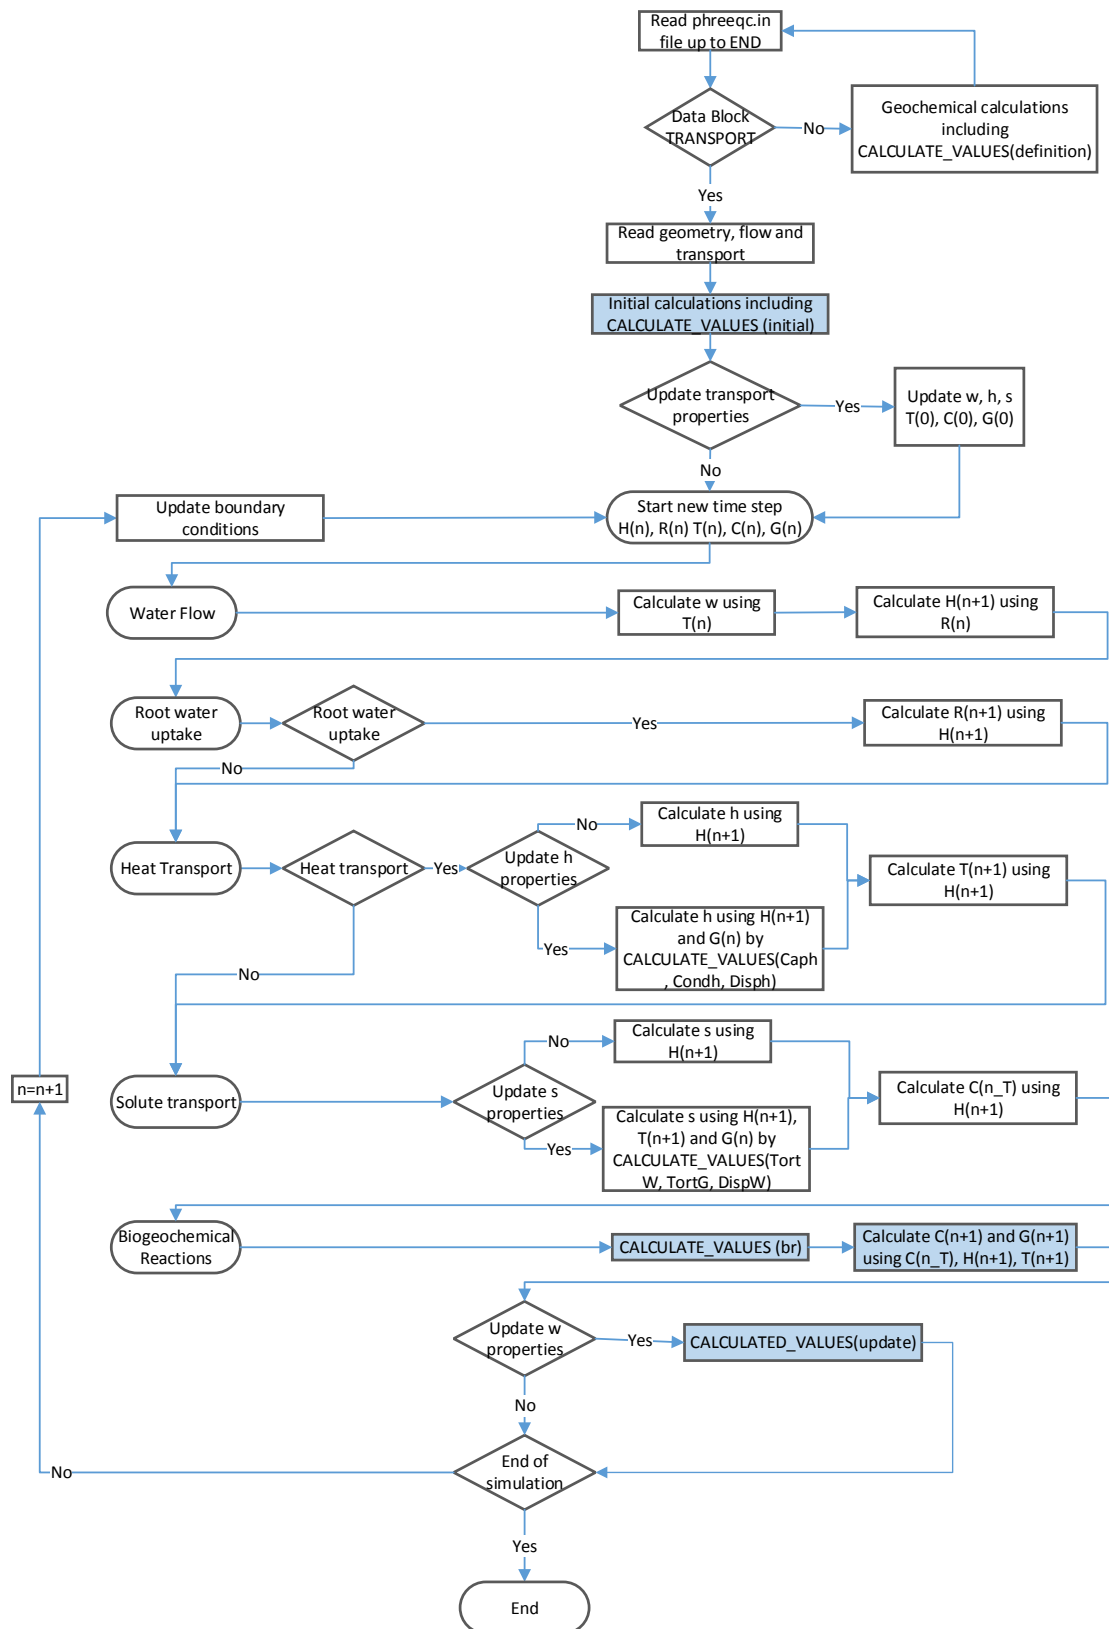 Read phreeqc.in
file up to END
Data Block
TRANSPORT
No
Geochemical calculations
including
CALCULATE_VALUES(definition)
Yes
Read geometry, flow and
transport
Initial calculations including
CALCULATE_VALUES (initial)
Update transport
properties
Yes
Update w, h, s
T(0), C(0), G(0)
No
Update boundary
conditions
Start new time step
H(n), R(n) T(n), C(n), G(n)
Water Flow
Calculate w using
T(n)
Calculate H(n+1) using
R(n)
Root water
uptake
Root water
uptake
Yes
Calculate R(n+1) using
H(n+1)
No
Heat Transport
Heat transport
Yes
Update h
properties
No
Calculate h using
H(n+1)
Calculate T(n+1) using
H(n+1)
Yes
Calculate h using H(n+1)
and G(n) by
CALCULATE_VALUES(Caph
, Condh, Disph)
No
n=n+1
Solute transport
Update s
properties
No
Calculate s using
H(n+1)
Calculate C(n_T) using
H(n+1)
Yes
Calculate s using H(n+1),
T(n+1) and G(n) by
CALCULATE_VALUES(Tort
W, TortG, DispW)
Biogeochemical
Reactions
CALCULATE_VALUES (br)
Calculate C(n+1) and G(n+1)
using C(n_T), H(n+1), T(n+1)
Update w
properties
Yes
CALCULATED_VALUES(update)
No
End of
simulation
No
Yes
End